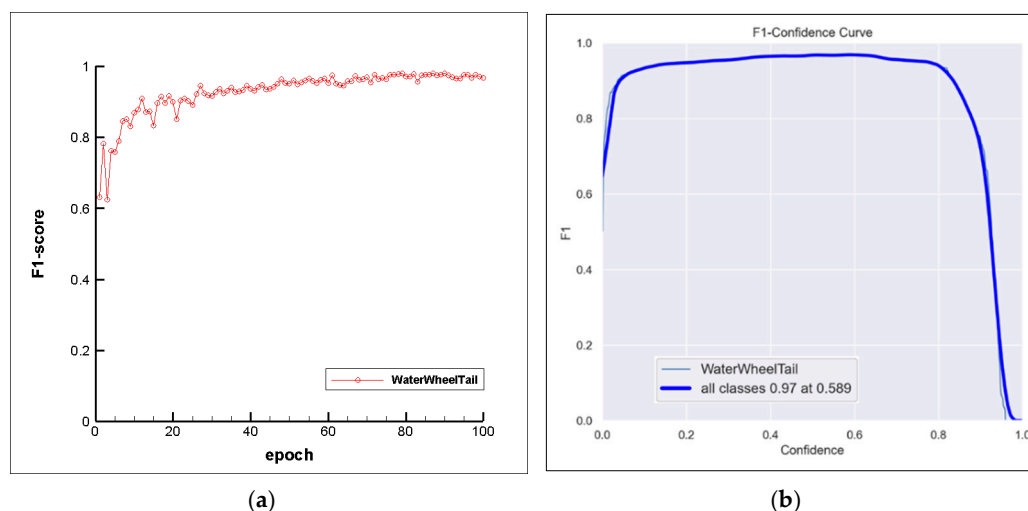 F1-Confidence Curve
1
0.8
0.6
0.4
0.2
0
F1-score
0
20
40
60
80
100
epoch
WaterWheelTail
1.0
0.8
0.6
0.4
0.2
0.0
F1
0.0
0.2
0.4
0.6
0.8
1.0
Confidence
WaterWheelTail
all classes 0.97 at 0.589
(a)
(b)